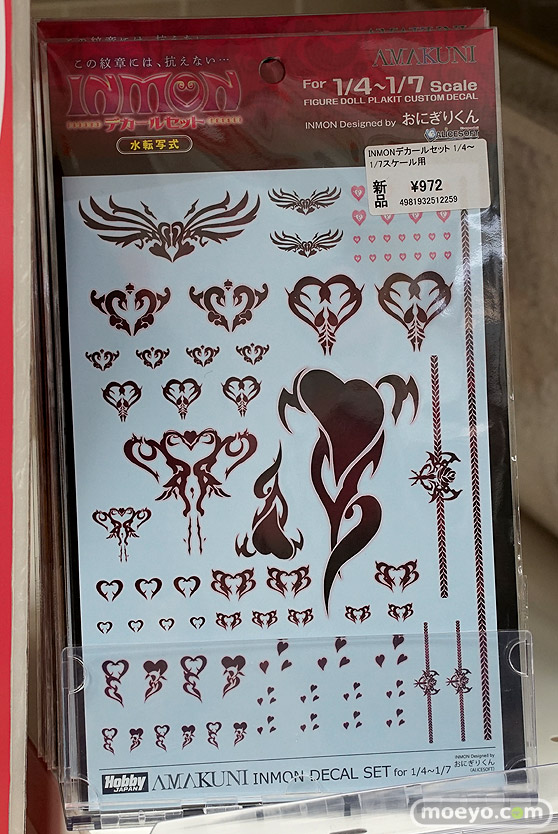 この紋章には、抗えない…
INMON
デカールセット
水転写式
AMAKUNI
For 1/4~1/7 Scale
FIGURE DOLL PLAKIT CUSTOM DECAL
INMON Designed by おにぎりくん
ALICESOFT
INMONデカールセット 1/4～
1/7スケール用
新品 ¥972
4981932512259
INMON Designed by
おにぎりくん
(ALICESOFT)
Hobby JAPAN AMAKUNI INMON DECAL SET for 1/4~1/7
moeyo.com